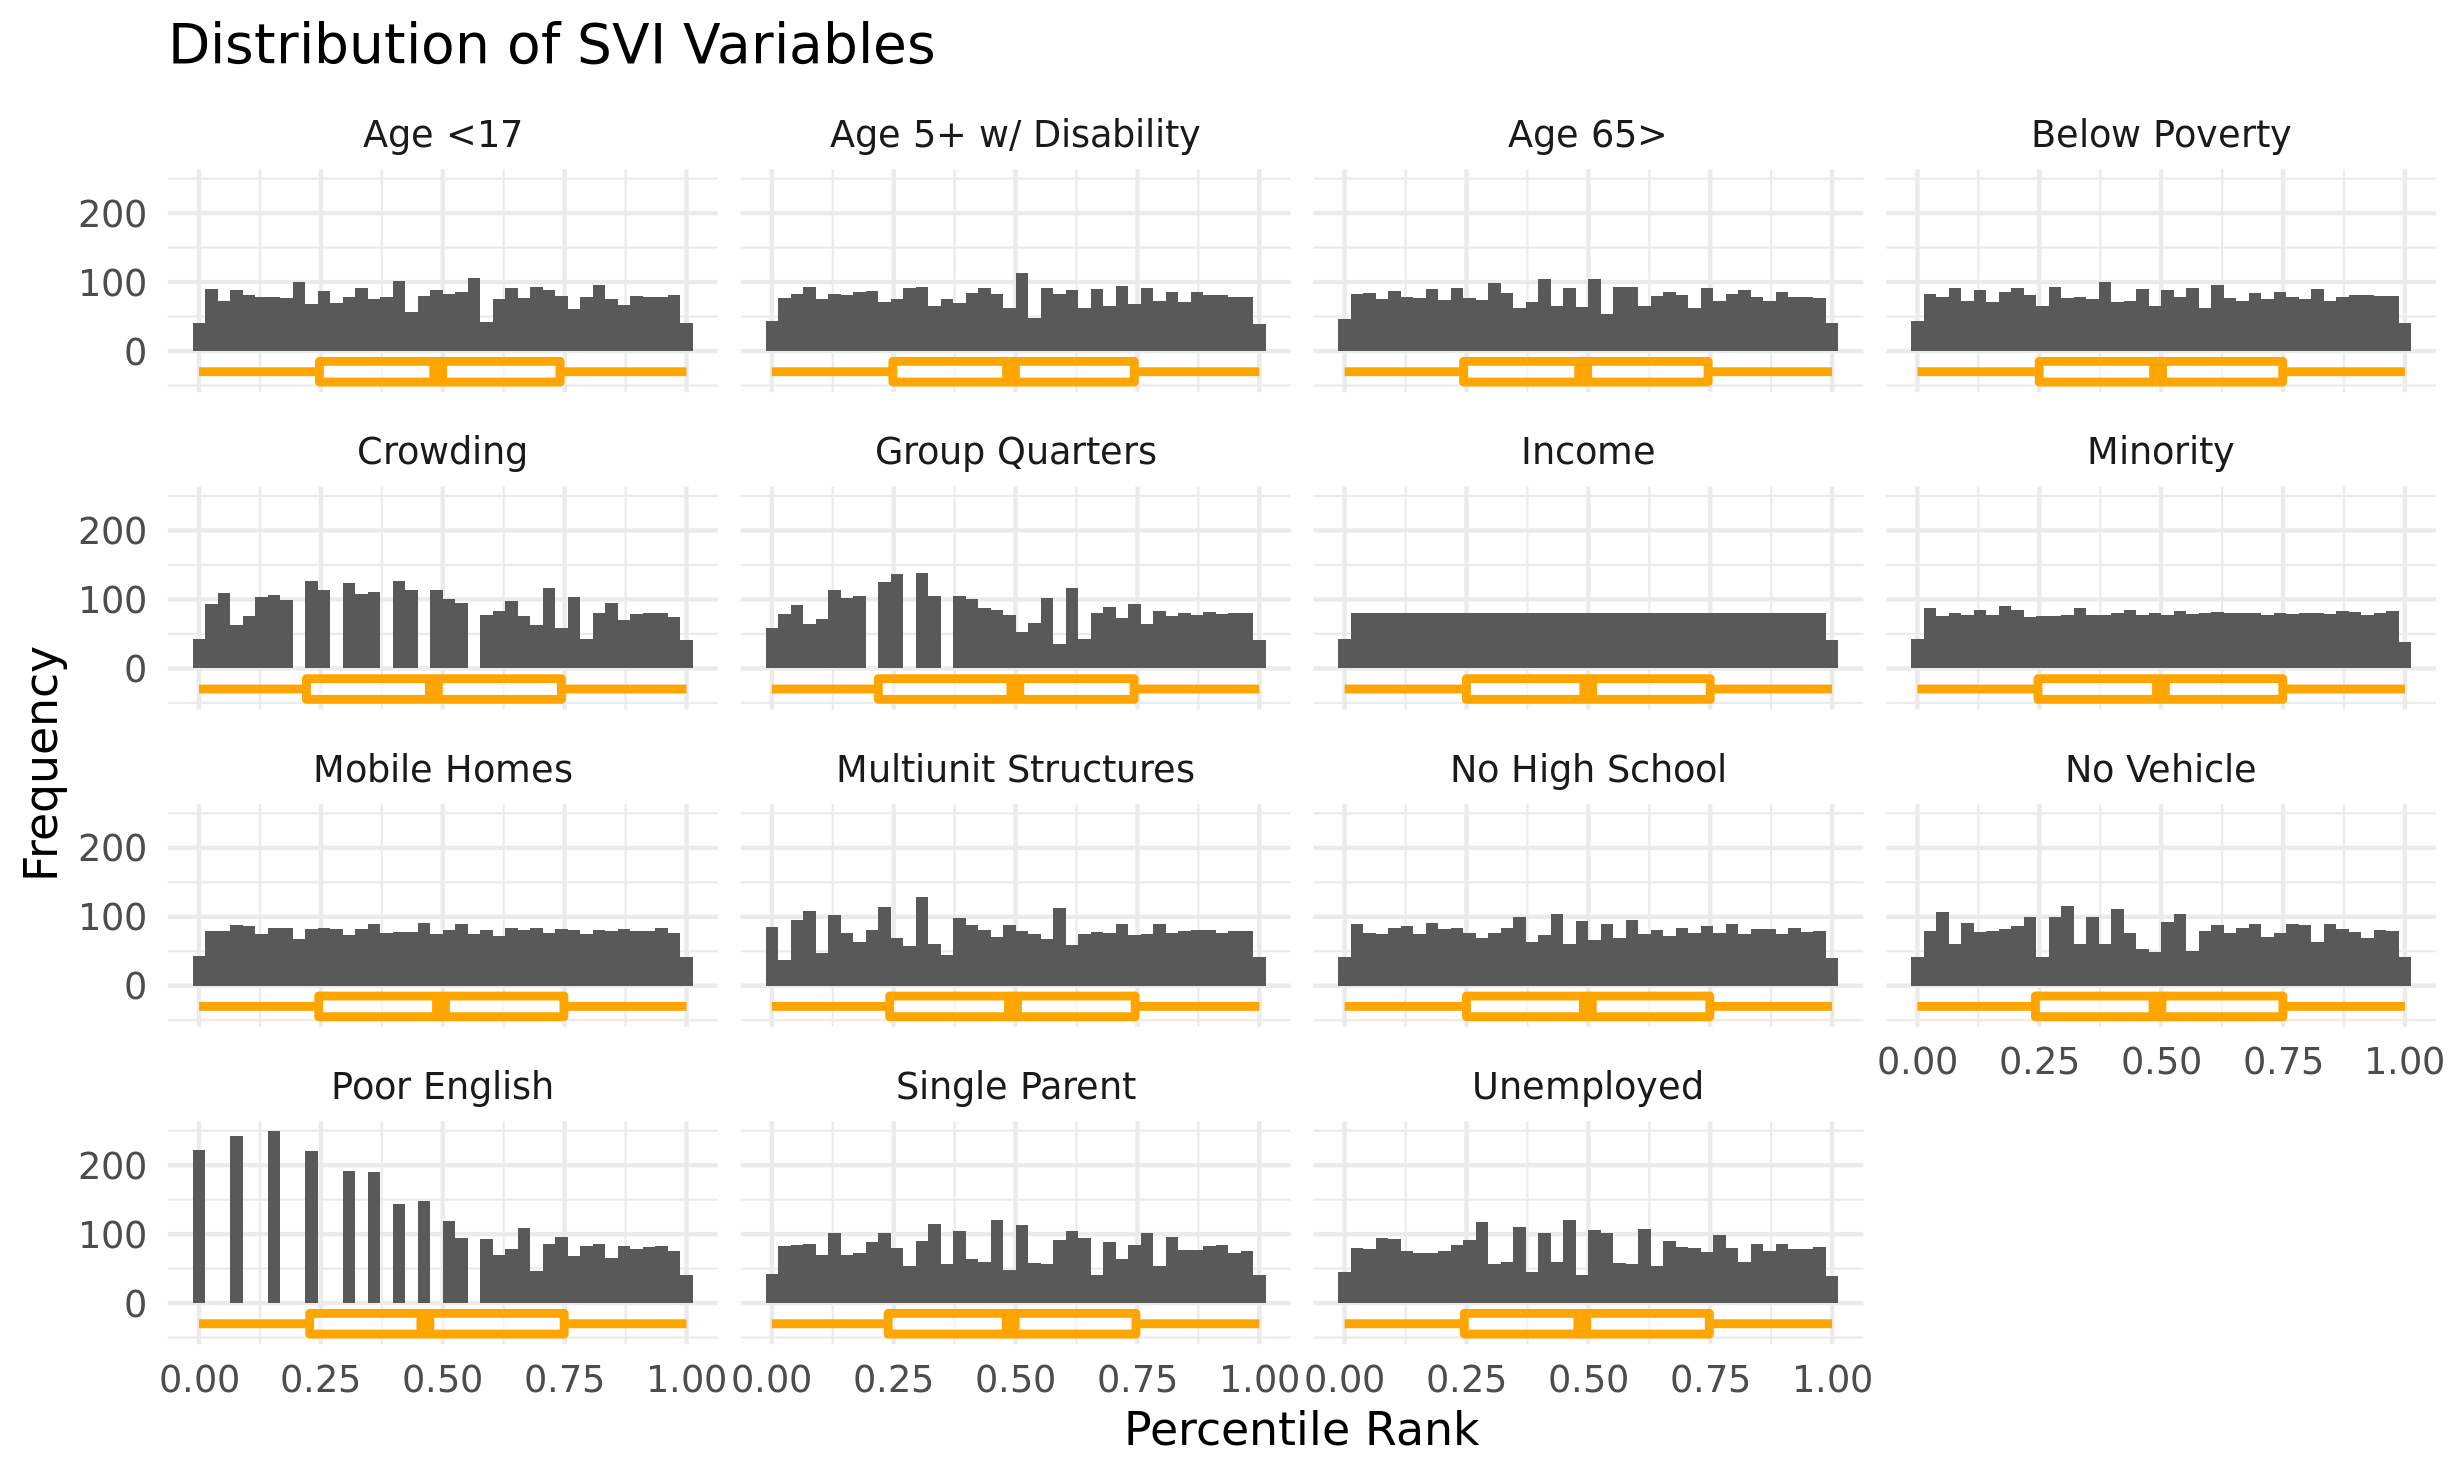 Distribution of SVI Variables
Age <17
Age 5+ w/ Disability
Age 65>
Below Poverty
200
100
0
Crowding
Group Quarters
Income
Minority
200
100
0
Frequency
Mobile Homes
Multiunit Structures
No High School
No Vehicle
200
100
0
0.00 0.25 0.50 0.75 1.00
Poor English
Single Parent
Unemployed
200
100
0
0.00 0.25 0.50 0.75 1.00
0.00 0.25 0.50 0.75 1.00
0.00 0.25 0.50 0.75 1.00
Percentile Rank